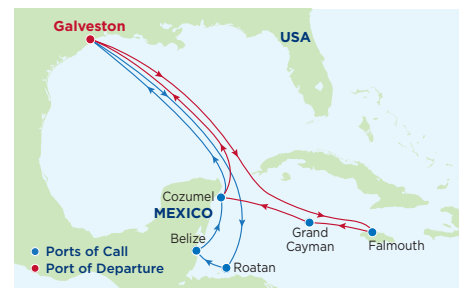 Galveston
USA
Cozumel
MEXICO
Grand
Cayman
Falmouth
Belize
Roatan
Ports of Call
Port of Departure